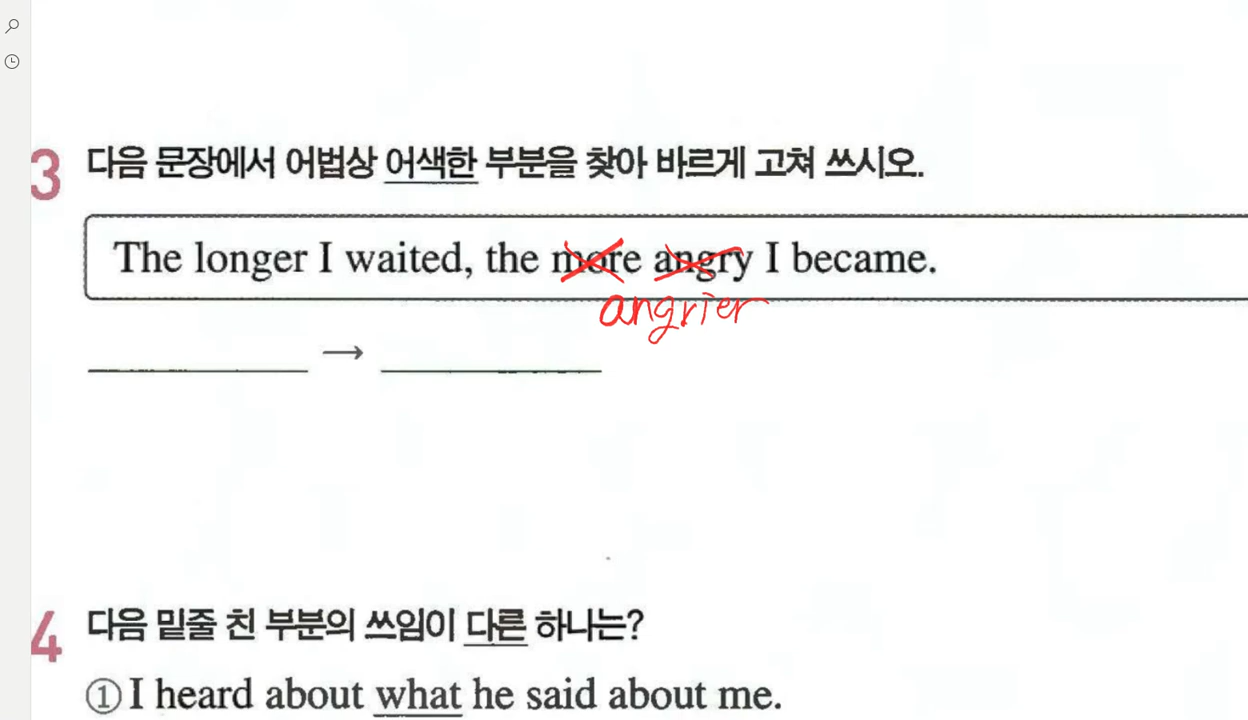 3 다음 문장에서 어법상 어색한 부분을 찾아 바르게 고쳐 쓰시오.
The longer I waited, the more angry I became.
angrier
→
4 다음 밑줄 친 부분의 쓰임이 다른 하나는?
① I heard about what he said about me.